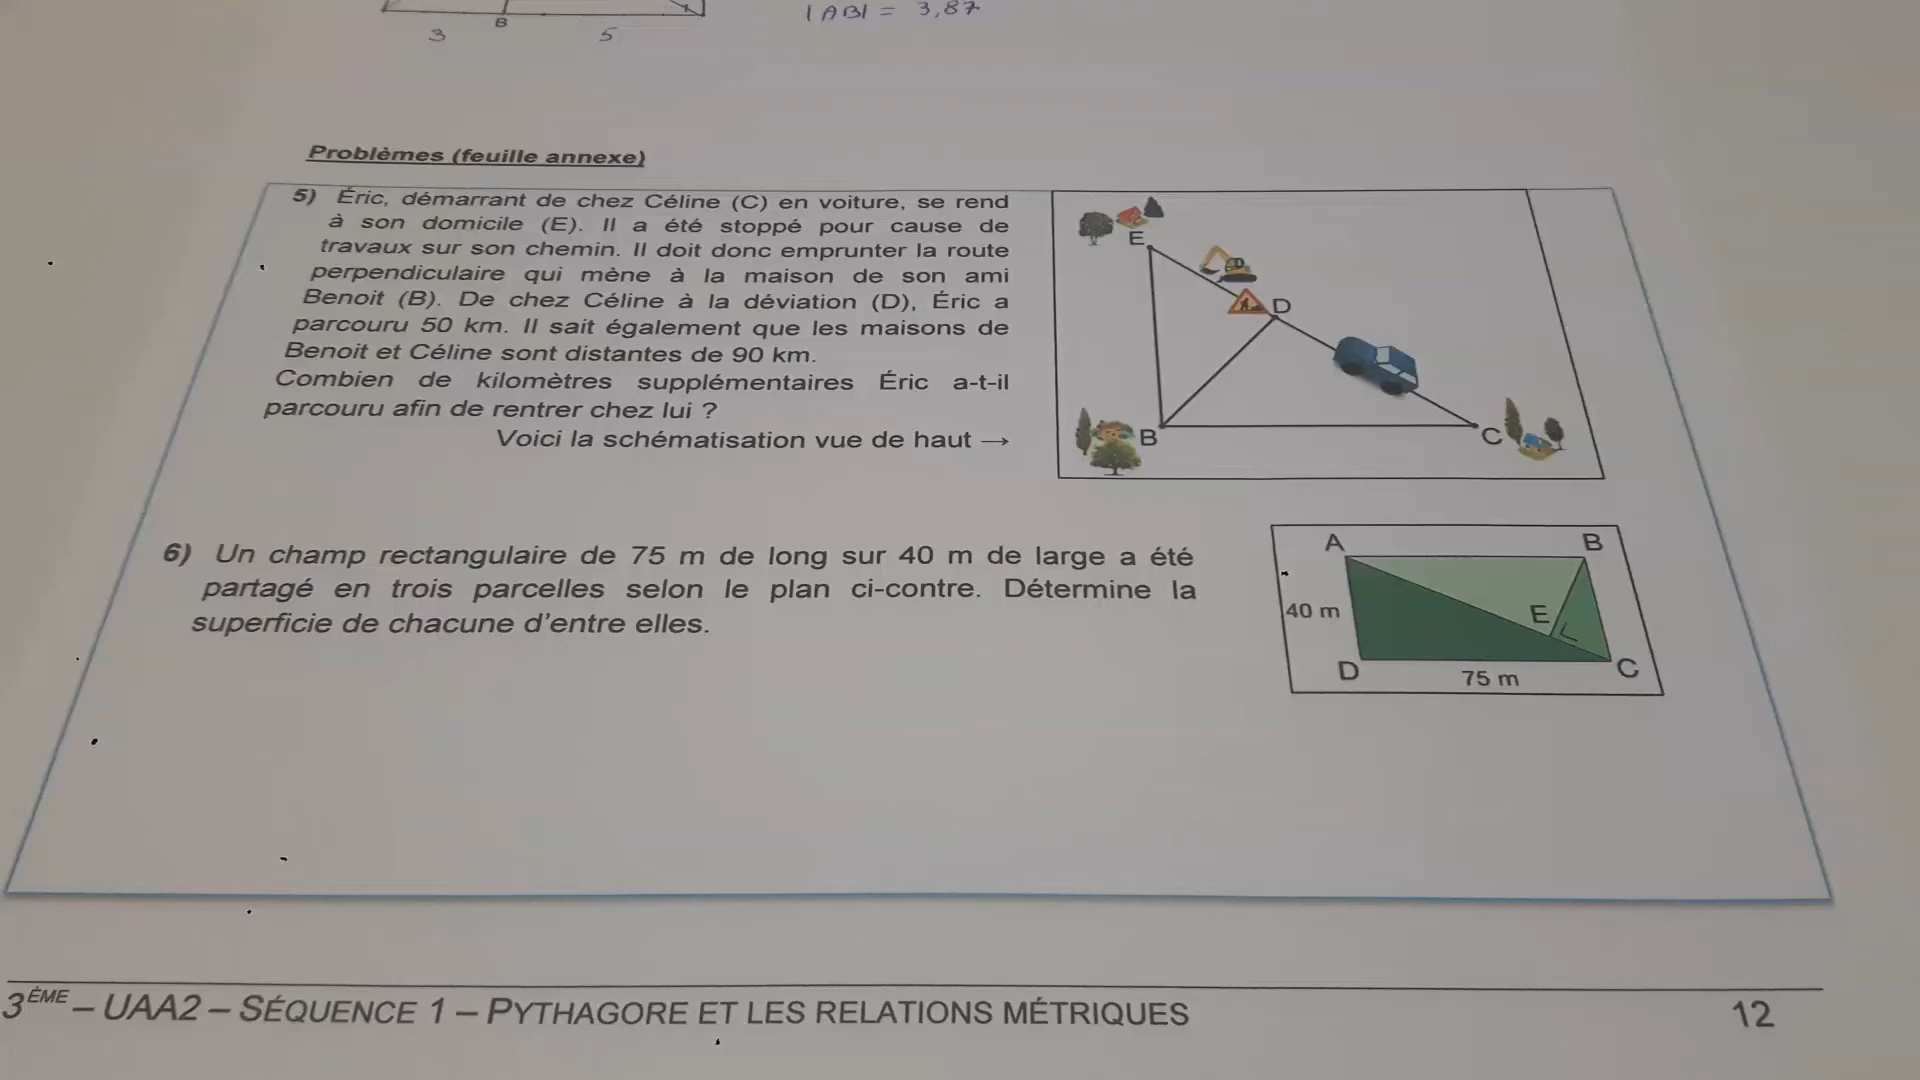 3
B
5
|AB| = 3,87
Problèmes (feuille annexe)
5) Éric, démarrant de chez Céline (C) en voiture, se rend
à son domicile (E). Il a été stoppé pour cause de
travaux sur son chemin. Il doit donc emprunter la route
perpendiculaire qui mène à la maison de son ami
Benoit (B). De chez Céline à la déviation (D), Éric a
parcouru 50 km. Il sait également que les maisons de
Benoit et Céline sont distantes de 90 km.
Combien de kilomètres supplémentaires Éric a-t-il
parcouru afin de rentrer chez lui ?
Voici la schématisation vue de haut →
E
D
B
C
6) Un champ rectangulaire de 75 m de long sur 40 m de large a été
partagé en trois parcelles selon le plan ci-contre. Détermine la
superficie de chacune d'entre elles.
A
B
40 m
E
D
75 m
C
3ÈME – UAA2 – SÉQUENCE 1 – PYTHAGORE ET LES RELATIONS MÉTRIQUES
12